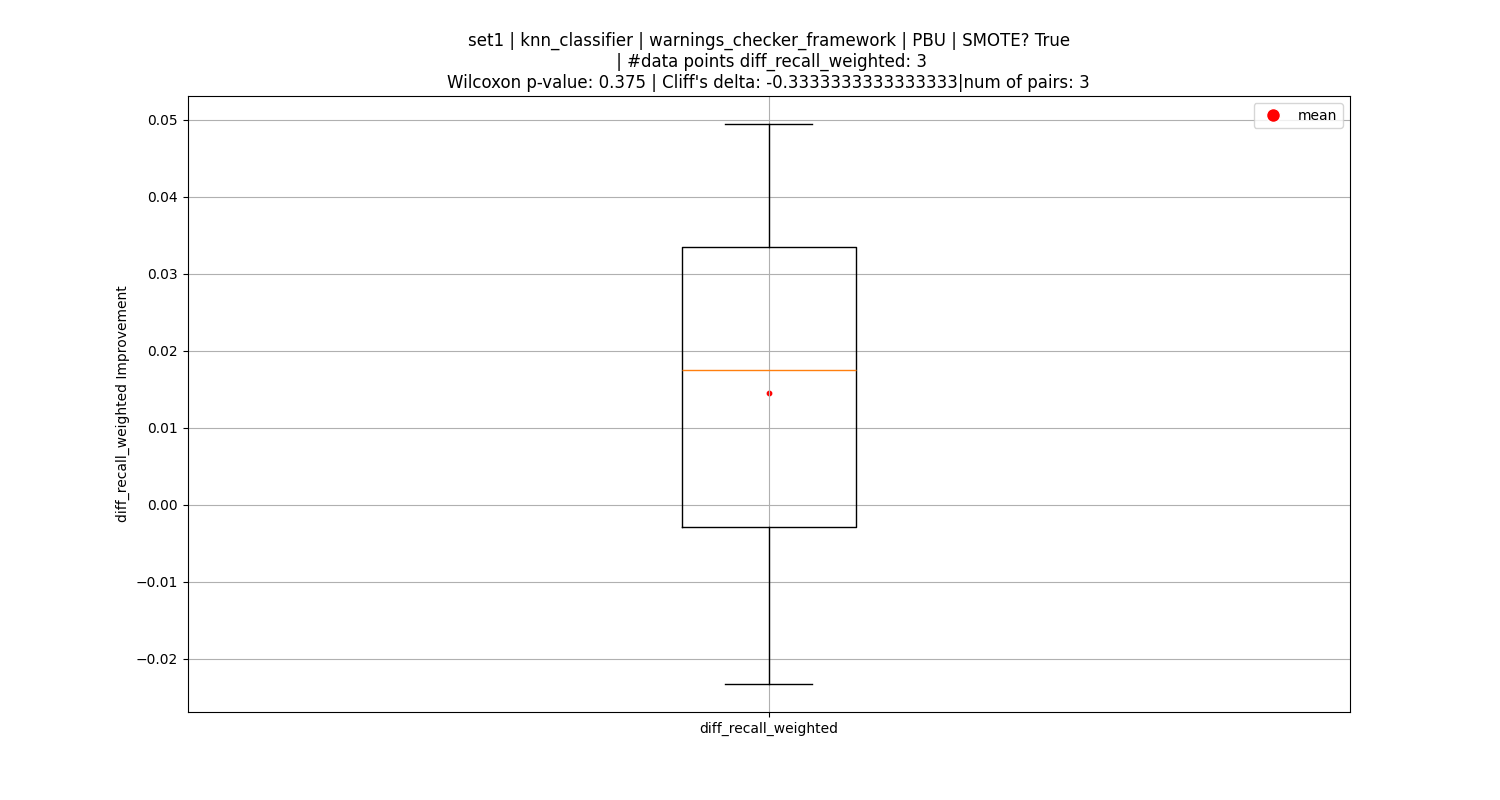 set1 | knn_classifier | warnings_checker_framework | PBU | SMOTE? True
| #data points diff_recall_weighted: 3
Wilcoxon p-value: 0.375 | Cliff's delta: -0.3333333333333333|num of pairs: 3
mean
0.05
0.04
0.03
0.02
0.01
0.00
−0.01
−0.02
diff_recall_weighted Improvement
diff_recall_weighted